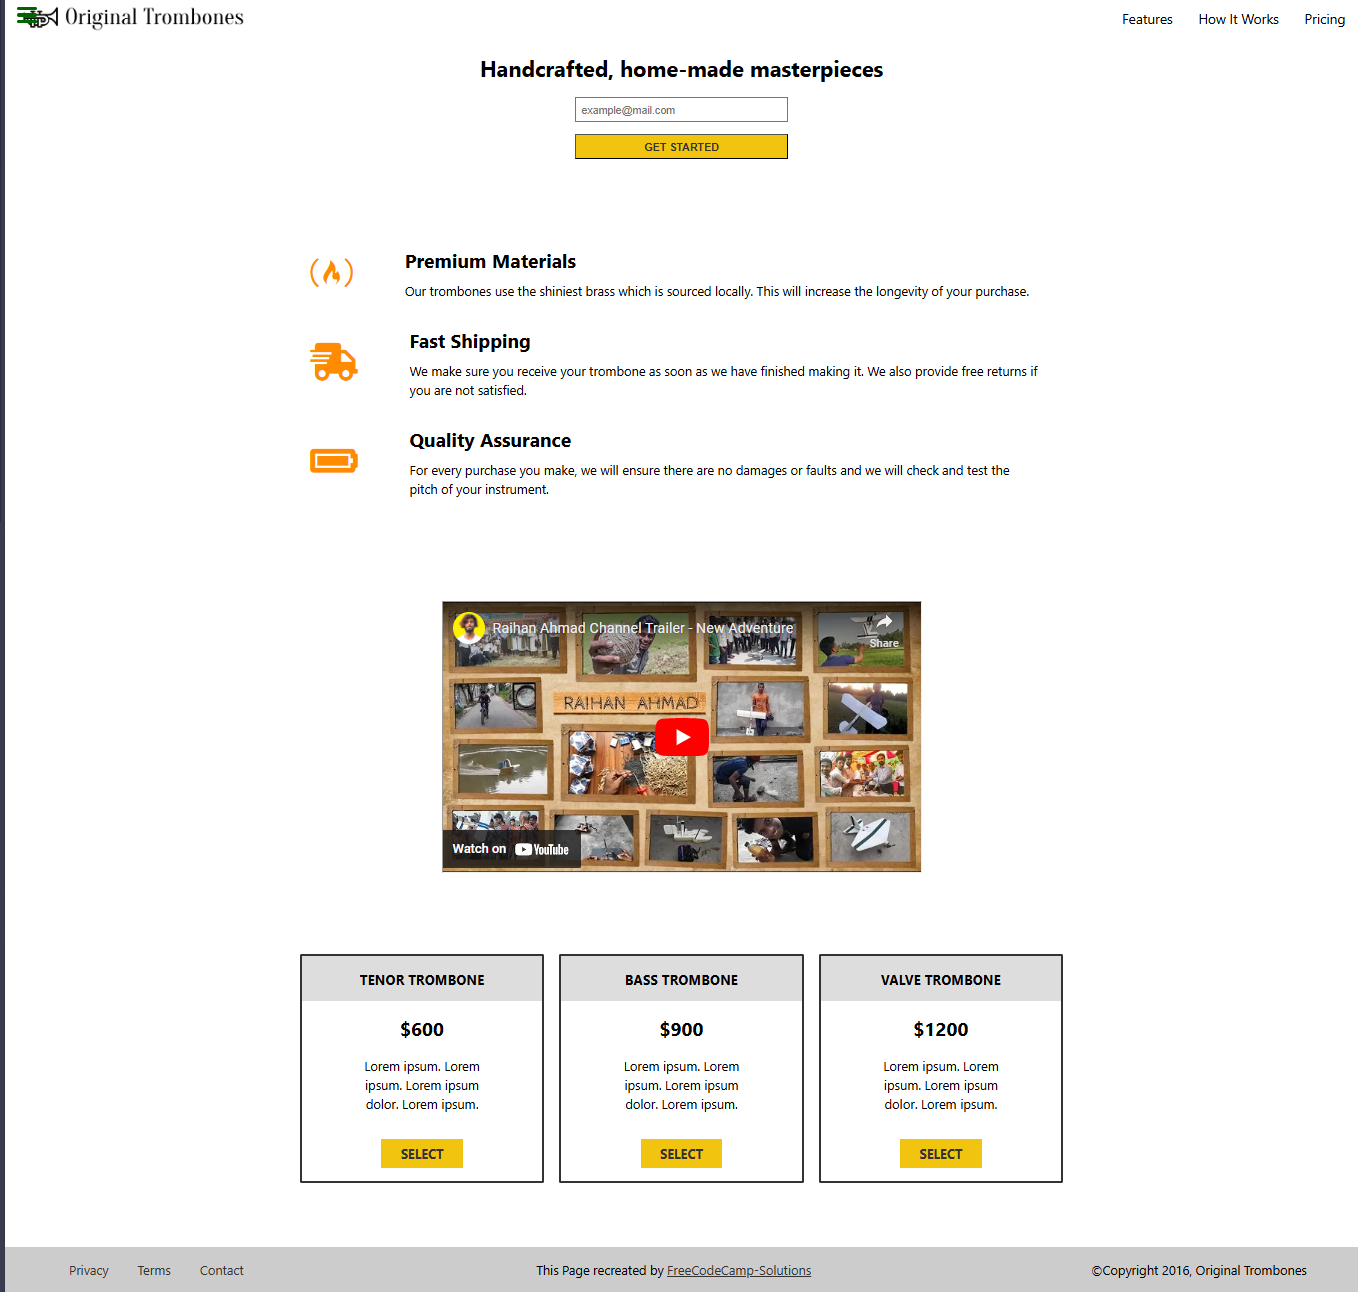 Original Trombones
Features How It Works Pricing
Handcrafted, home-made masterpieces
example@mail.com
GET STARTED
Premium Materials
Our trombones use the shiniest brass which is sourced locally. This will increase the longevity of your purchase.
Fast Shipping
We make sure you receive your trombone as soon as we have finished making it. We also provide free returns if
you are not satisfied.
Quality Assurance
For every purchase you make, we will ensure there are no damages or faults and we will check and test the
pitch of your instrument.
Raihan Ahmad Channel Trailer - New Adventure
Share
RAIHAN AHMAD
Watch on YouTube
TENOR TROMBONE
$600
Lorem ipsum. Lorem
ipsum. Lorem ipsum
dolor. Lorem ipsum.
SELECT
BASS TROMBONE
$900
Lorem ipsum. Lorem
ipsum. Lorem ipsum
dolor. Lorem ipsum.
SELECT
VALVE TROMBONE
$1200
Lorem ipsum. Lorem
ipsum. Lorem ipsum
dolor. Lorem ipsum.
SELECT
Privacy Terms Contact
This Page recreated by FreeCodeCamp-Solutions
©Copyright 2016, Original Trombones